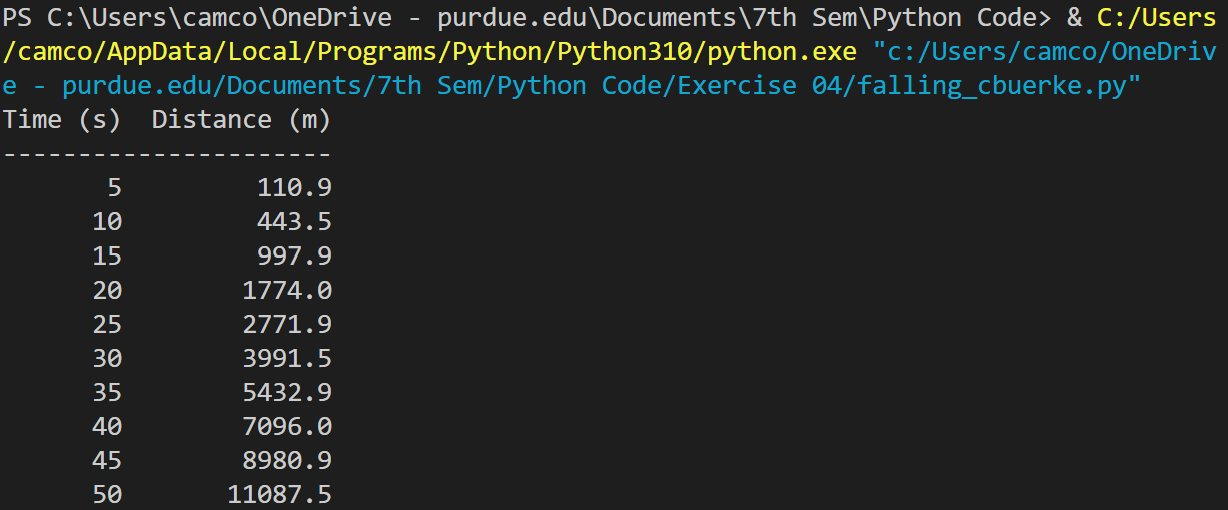 PS C:\Users\camco\OneDrive - purdue.edu\Documents\7th Sem\Python Code> & C:/Users
/camco/AppData/Local/Programs/Python/Python310/python.exe "c:/Users/camco/OneDriv
e - purdue.edu/Documents/7th Sem/Python Code/Exercise 04/falling_cbuerke.py"
Time (s)  Distance (m)
----------------------
       5         110.9
      10         443.5
      15         997.9
      20        1774.0
      25        2771.9
      30        3991.5
      35        5432.9
      40        7096.0
      45        8980.9
      50       11087.5